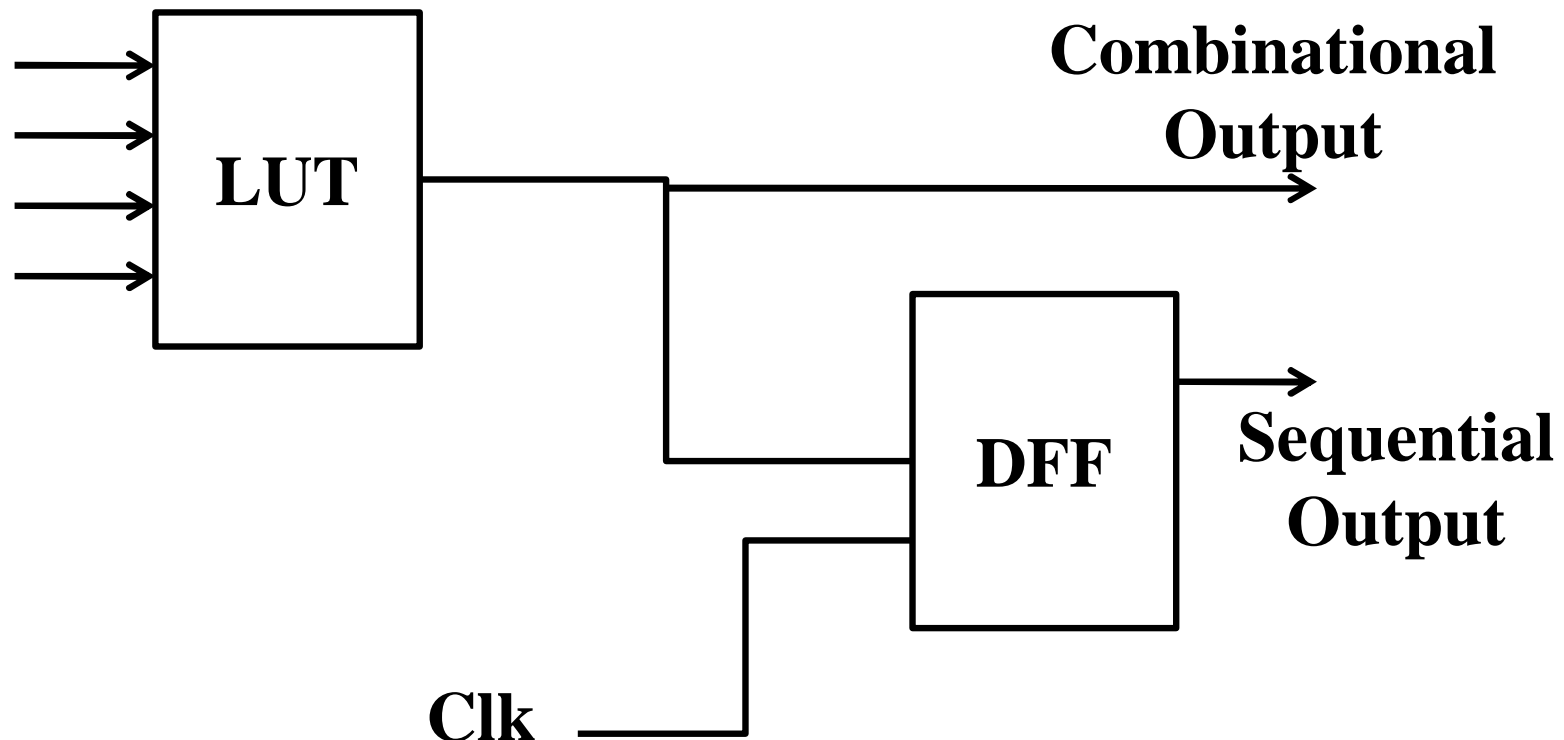 Combinational
Output
LUT
DFF
Sequential
Output
Clk